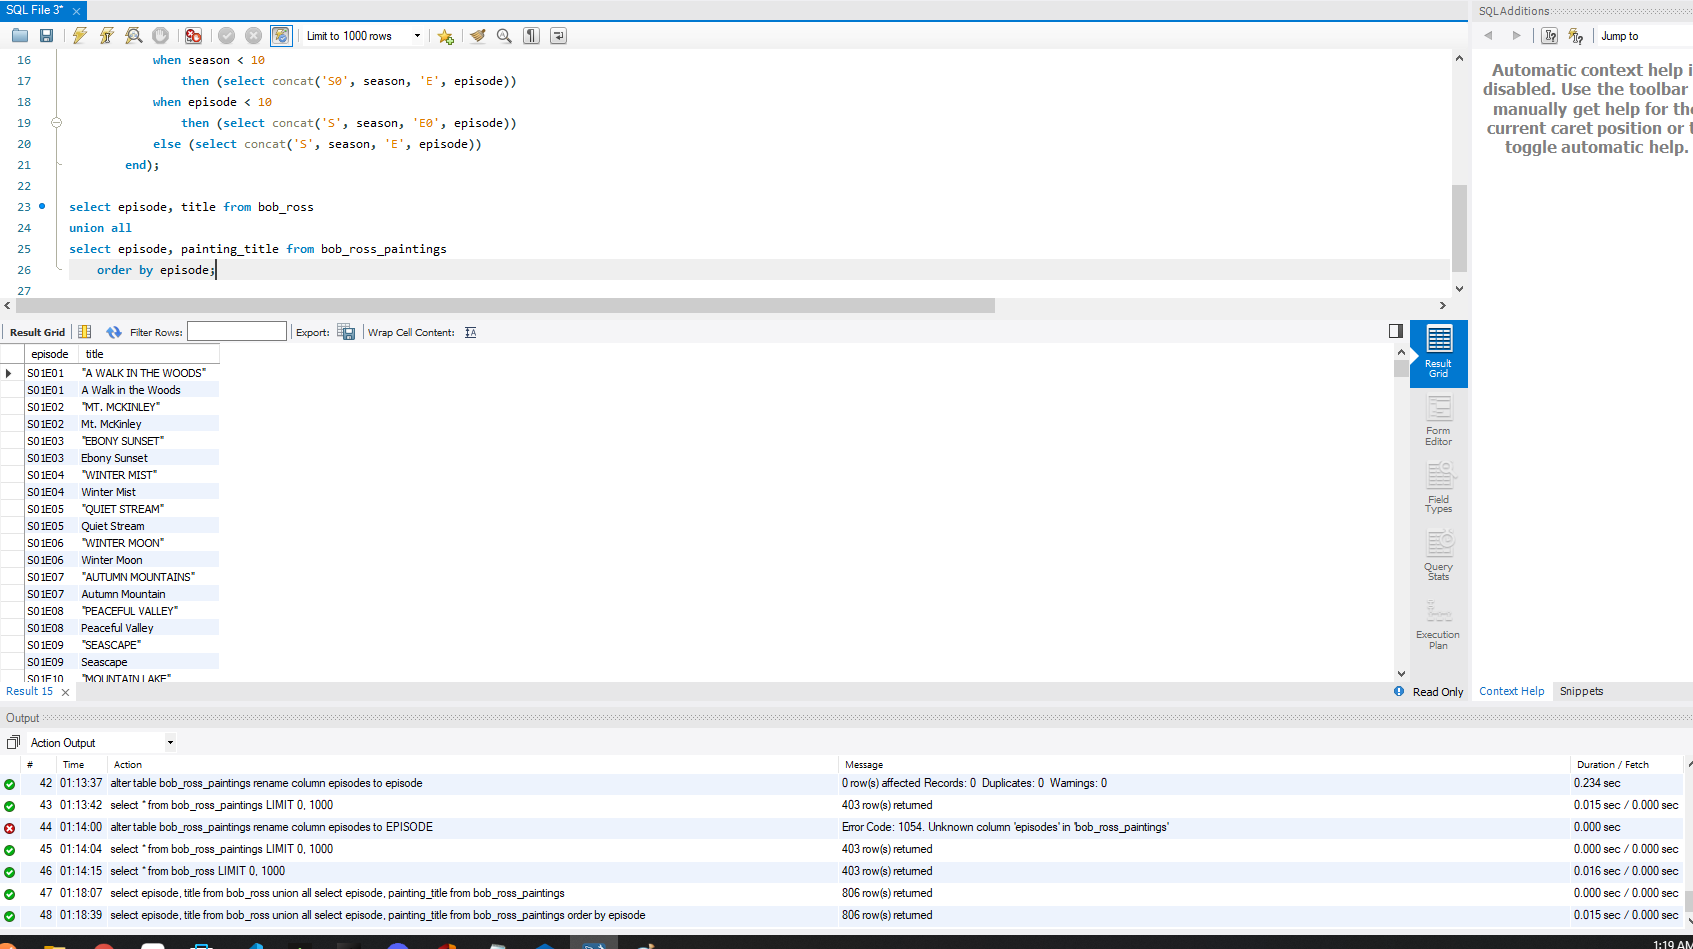 SQL File 3*
SQLAdditions
Limit to 1000 rows
Jump to
16 when season < 10
17 then (select concat('S0', season, 'E', episode))
18 when episode < 10
19 then (select concat('S', season, 'E0', episode))
20 else (select concat('S', season, 'E', episode))
21 end);
22
23 select episode, title from bob_ross
24 union all
25 select episode, painting_title from bob_ross_paintings
26 order by episode;
27
Automatic context help i
disabled. Use the toolbar
manually get help for the
current caret position or t
toggle automatic help.
Result Grid Filter Rows: Export: Wrap Cell Content:
episode title
S01E01 "A WALK IN THE WOODS"
S01E01 A Walk in the Woods
S01E02 "MT. MCKINLEY"
S01E02 Mt. McKinley
S01E03 "EBONY SUNSET"
S01E03 Ebony Sunset
S01E04 "WINTER MIST"
S01E04 Winter Mist
S01E05 "QUIET STREAM"
S01E05 Quiet Stream
S01E06 "WINTER MOON"
S01E06 Winter Moon
S01E07 "AUTUMN MOUNTAINS"
S01E07 Autumn Mountain
S01E08 "PEACEFUL VALLEY"
S01E08 Peaceful Valley
S01E09 "SEASCAPE"
S01E09 Seascape
S01E10 "MOUNTAIN LAKE"
Result
Grid
Form
Editor
Field
Types
Query
Stats
Execution
Plan
Result 15
Read Only
Context Help Snippets
Output
Action Output
# Time Action Message Duration / Fetch
42 01:13:37 alter table bob_ross_paintings rename column episodes to episode 0 row(s) affected Records: 0 Duplicates: 0 Warnings: 0 0.234 sec
43 01:13:42 select * from bob_ross_paintings LIMIT 0, 1000 403 row(s) returned 0.015 sec / 0.000 sec
44 01:14:00 alter table bob_ross_paintings rename column episodes to EPISODE Error Code: 1054. Unknown column 'episodes' in 'bob_ross_paintings' 0.000 sec
45 01:14:04 select * from bob_ross_paintings LIMIT 0, 1000 403 row(s) returned 0.000 sec / 0.000 sec
46 01:14:15 select * from bob_ross LIMIT 0, 1000 403 row(s) returned 0.016 sec / 0.000 sec
47 01:18:07 select episode, title from bob_ross union all select episode, painting_title from bob_ross_paintings 806 row(s) returned 0.000 sec / 0.000 sec
48 01:18:39 select episode, title from bob_ross union all select episode, painting_title from bob_ross_paintings order by episode 806 row(s) returned 0.015 sec / 0.000 sec
1:19 AM